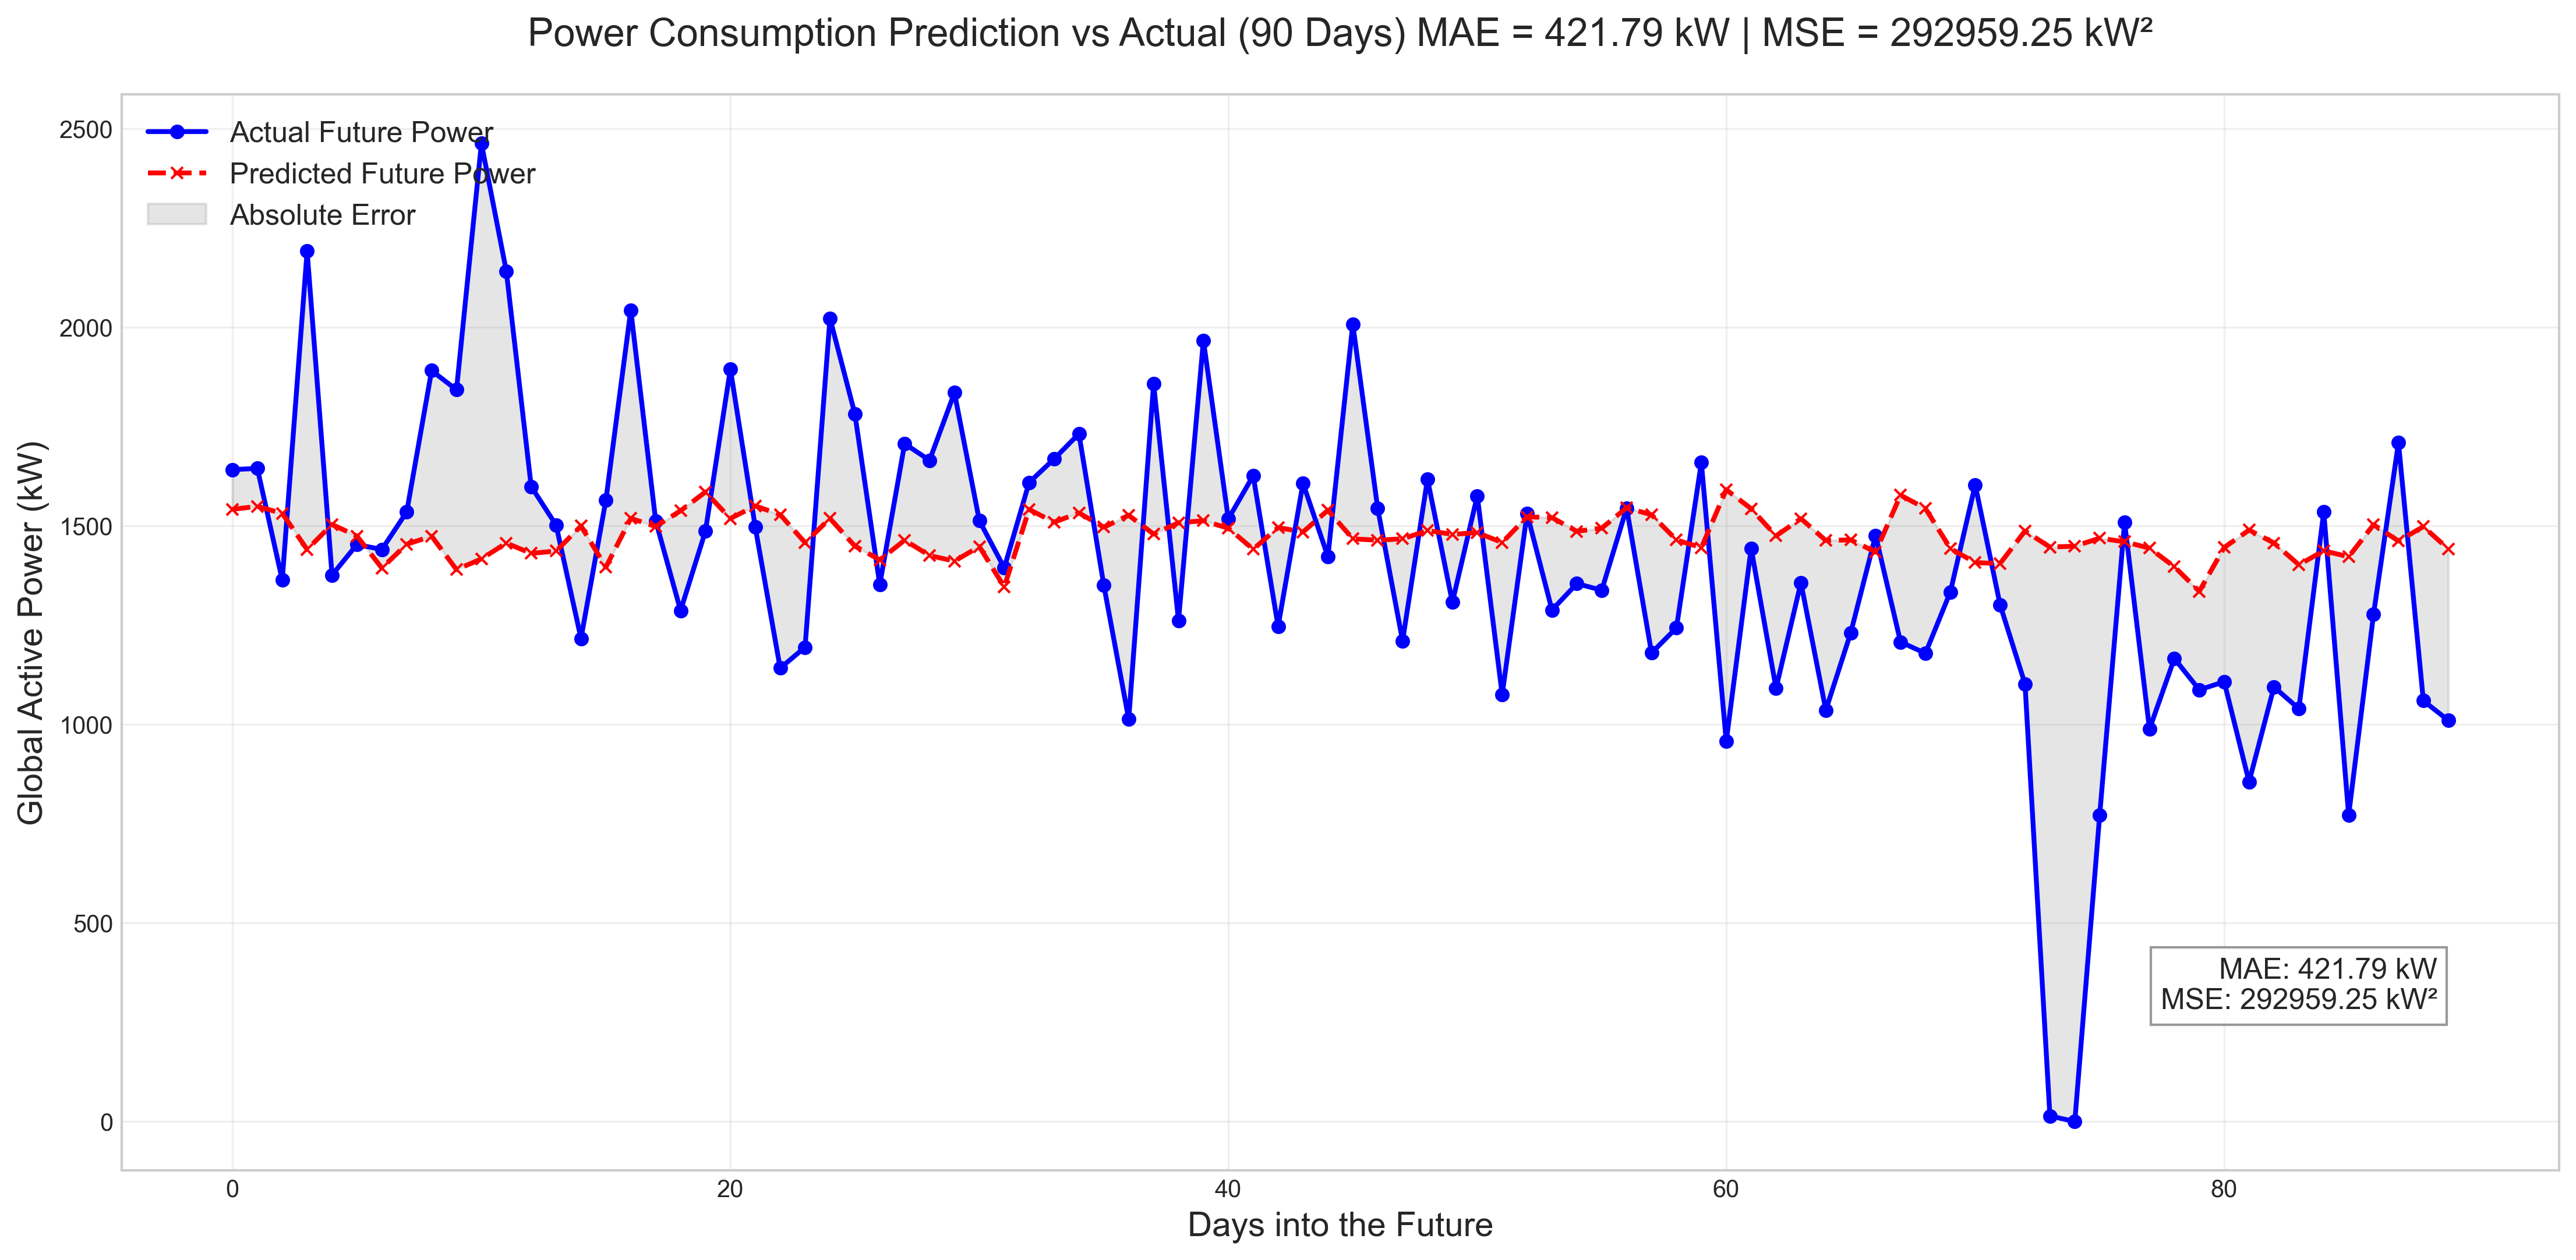 Power Consumption Prediction vs Actual (90 Days) MAE = 421.79 kW | MSE = 292959.25 kW²
Actual Future Power
Predicted Future Power
Absolute Error
Global Active Power (kW)
2500
2000
1500
1000
500
0
MAE: 421.79 kW
MSE: 292959.25 kW²
0 20 40 60 80
Days into the Future